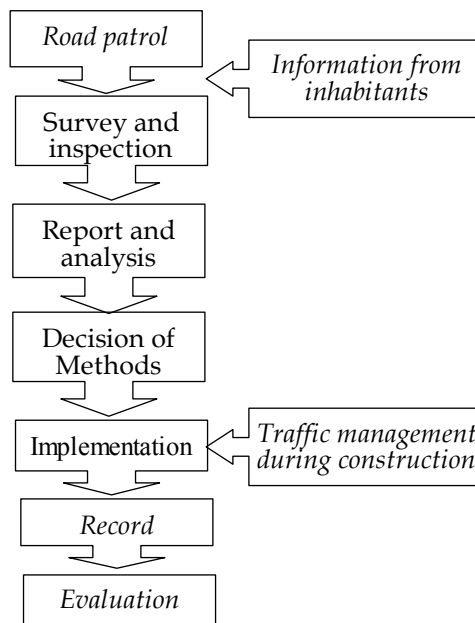 Road patrol
Information from
inhabitants
Survey and
inspection
Report and
analysis
Decision of
Methods
Implementation
Traffic management
during construction
Record
Evaluation